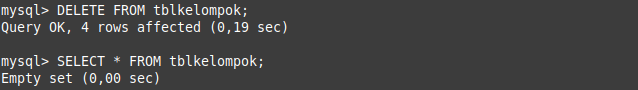 mysql> DELETE FROM tblkelompok;
Query OK, 4 rows affected (0,19 sec)
mysql> SELECT * FROM tblkelompok;
Empty set (0,00 sec)